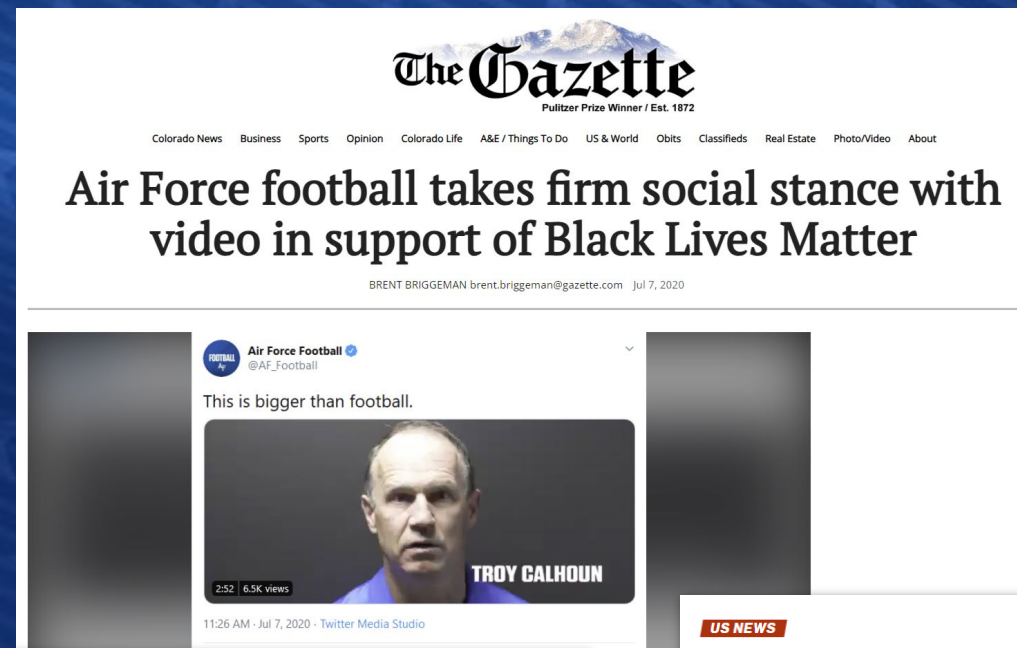 The Gazette
Pulitzer Prize Winner / Est. 1872
Colorado News Business Sports Opinion Colorado Life A&E / Things To Do US & World Obits Classifieds Real Estate Photo/Video About
Air Force football takes firm social stance with
video in support of Black Lives Matter
BRENT BRIGGEMAN brent.briggeman@gazette.com Jul 7, 2020
FOOTBALL
Air Force Football
@AF_Football
This is bigger than football.
TROY CALHOUN
2:52 6.5K views
11:26 AM · Jul 7, 2020 · Twitter Media Studio
US NEWS